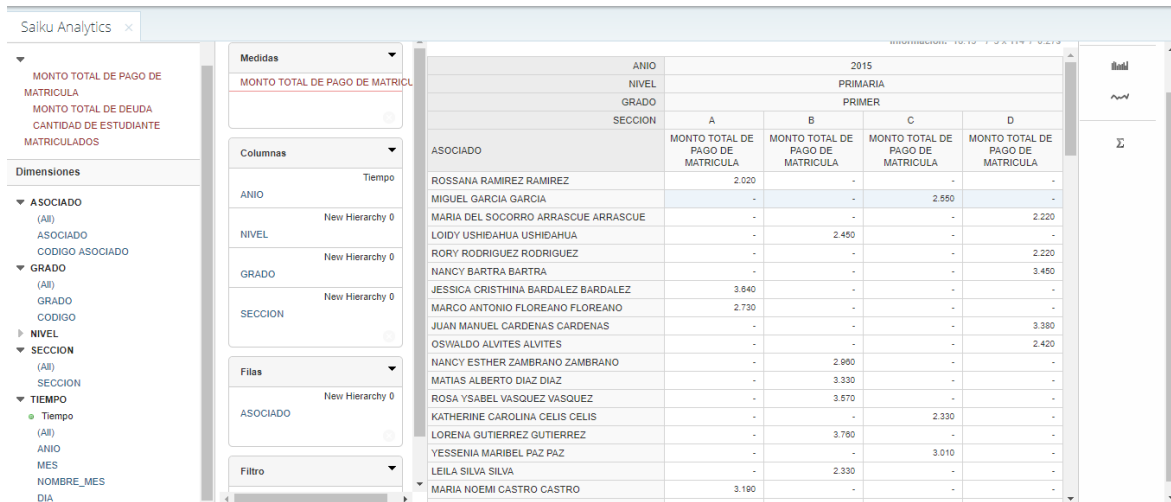 Saiku Analytics ×
MONTO TOTAL DE PAGO DE
MATRICULA
MONTO TOTAL DE DEUDA
CANTIDAD DE ESTUDIANTE
MATRICULADOS
Dimensiones
ASOCIADO
(All)
ASOCIADO
CODIGO ASOCIADO
GRADO
(All)
GRADO
CODIGO
NIVEL
SECCION
(All)
SECCION
TIEMPO
Tiempo
(All)
ANIO
MES
NOMBRE_MES
DIA
Medidas
MONTO TOTAL DE PAGO DE MATRICU
Columnas
Tiempo
ANIO
New Hierarchy 0
NIVEL
New Hierarchy 0
GRADO
New Hierarchy 0
SECCION
Filas
New Hierarchy 0
ASOCIADO
Filtro
ANIO 2015
NIVEL PRIMARIA
GRADO PRIMER
SECCION A B C D
ASOCIADO MONTO TOTAL DE PAGO DE MATRICULA MONTO TOTAL DE PAGO DE MATRICULA MONTO TOTAL DE PAGO DE MATRICULA MONTO TOTAL DE PAGO DE MATRICULA
ROSSANA RAMIREZ RAMIREZ 2.020 - - -
MIGUEL GARCIA GARCIA - - 2.550 -
MARIA DEL SOCORRO ARRASCUE ARRASCUE - - - 2.220
LOIDY USHIÐAHUA USHIÐAHUA - 2.450 - -
RORY RODRIGUEZ RODRIGUEZ - - - 2.220
NANCY BARTRA BARTRA - - - 3.450
JESSICA CRISTHINA BARDALEZ BARDALEZ 3.640 - - -
MARCO ANTONIO FLOREANO FLOREANO 2.730 - - -
JUAN MANUEL CARDENAS CARDENAS - - - 3.380
OSWALDO ALVITES ALVITES - - - 2.420
NANCY ESTHER ZAMBRANO ZAMBRANO - 2.960 - -
MATIAS ALBERTO DIAZ DIAZ - 3.330 - -
ROSA YSABEL VASQUEZ VASQUEZ - 3.570 - -
KATHERINE CAROLINA CELIS CELIS - - 2.330 -
LORENA GUTIERREZ GUTIERREZ - 3.760 - -
YESSENIA MARIBEL PAZ PAZ - - 3.010 -
LEILA SILVA SILVA - 2.330 - -
MARIA NOEMI CASTRO CASTRO 3.190 - - -
Σ